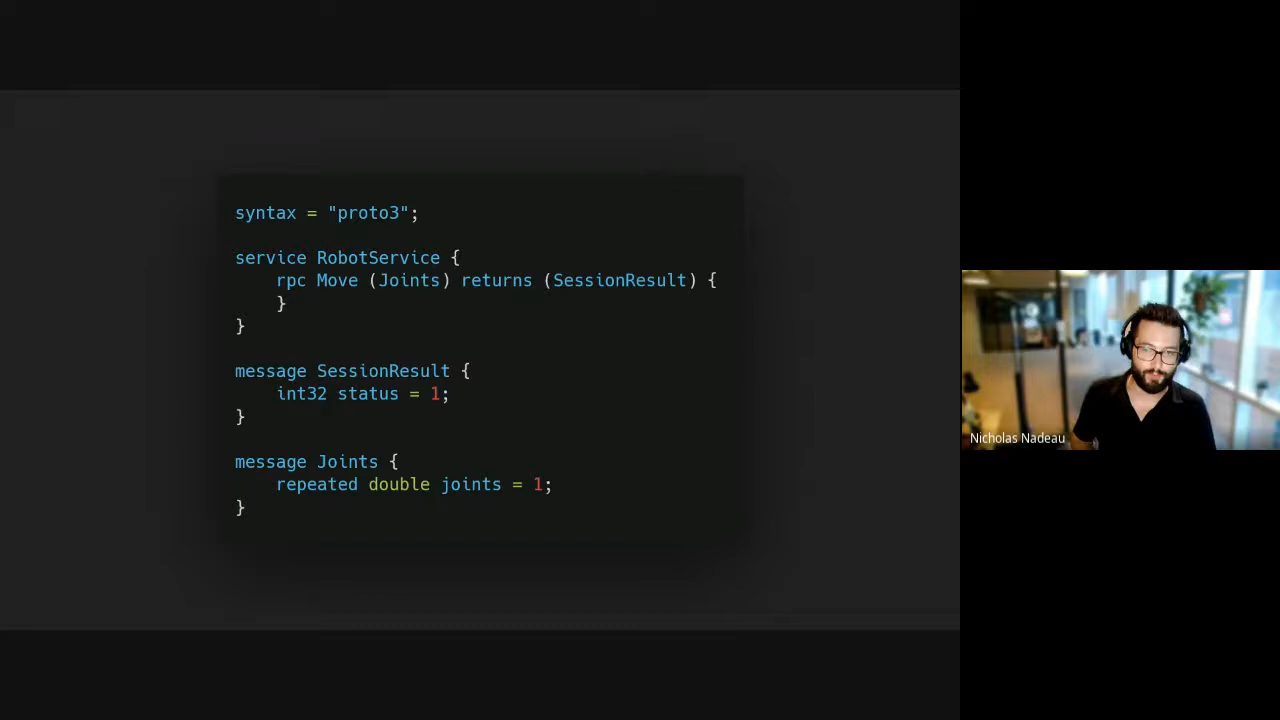 syntax = "proto3";
service RobotService {
    rpc Move (Joints) returns (SessionResult) {
    }
}
message SessionResult {
    int32 status = 1;
}
message Joints {
    repeated double joints = 1;
}
Nicholas Nadeau